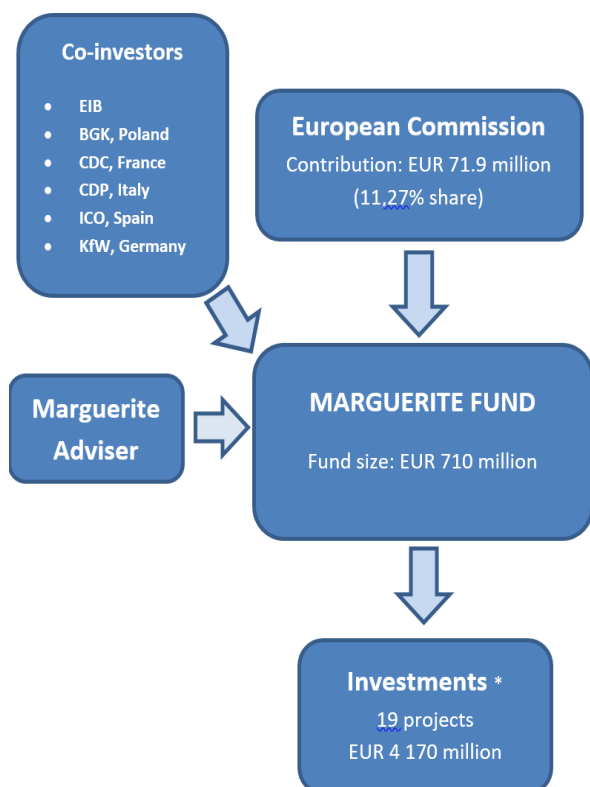 Co-investors
• EIB
• BGK, Poland
• CDC, France
• CDP, Italy
• ICO, Spain
• KfW, Germany
European Commission
Contribution: EUR 71.9 million
(11,27% share)
Marguerite
Adviser
MARGUERITE FUND
Fund size: EUR 710 million
Investments *
19 projects
EUR 4 170 million